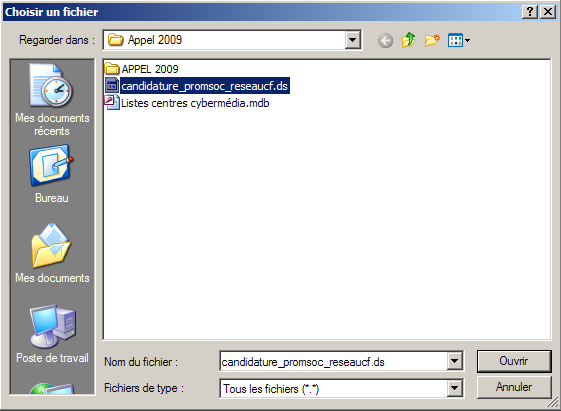 Choisir un fichier
Regarder dans :
Appel 2009
APPEL 2009
candidature_promsoc_reseaucf.ds
Listes centres cybermédia.mdb
Mes documents
récents
Bureau
Mes documents
Poste de travail
Nom du fichier :
candidature_promsoc_reseaucf.ds
Ouvrir
Fichiers de type :
Tous les fichiers (*.*)
Annuler